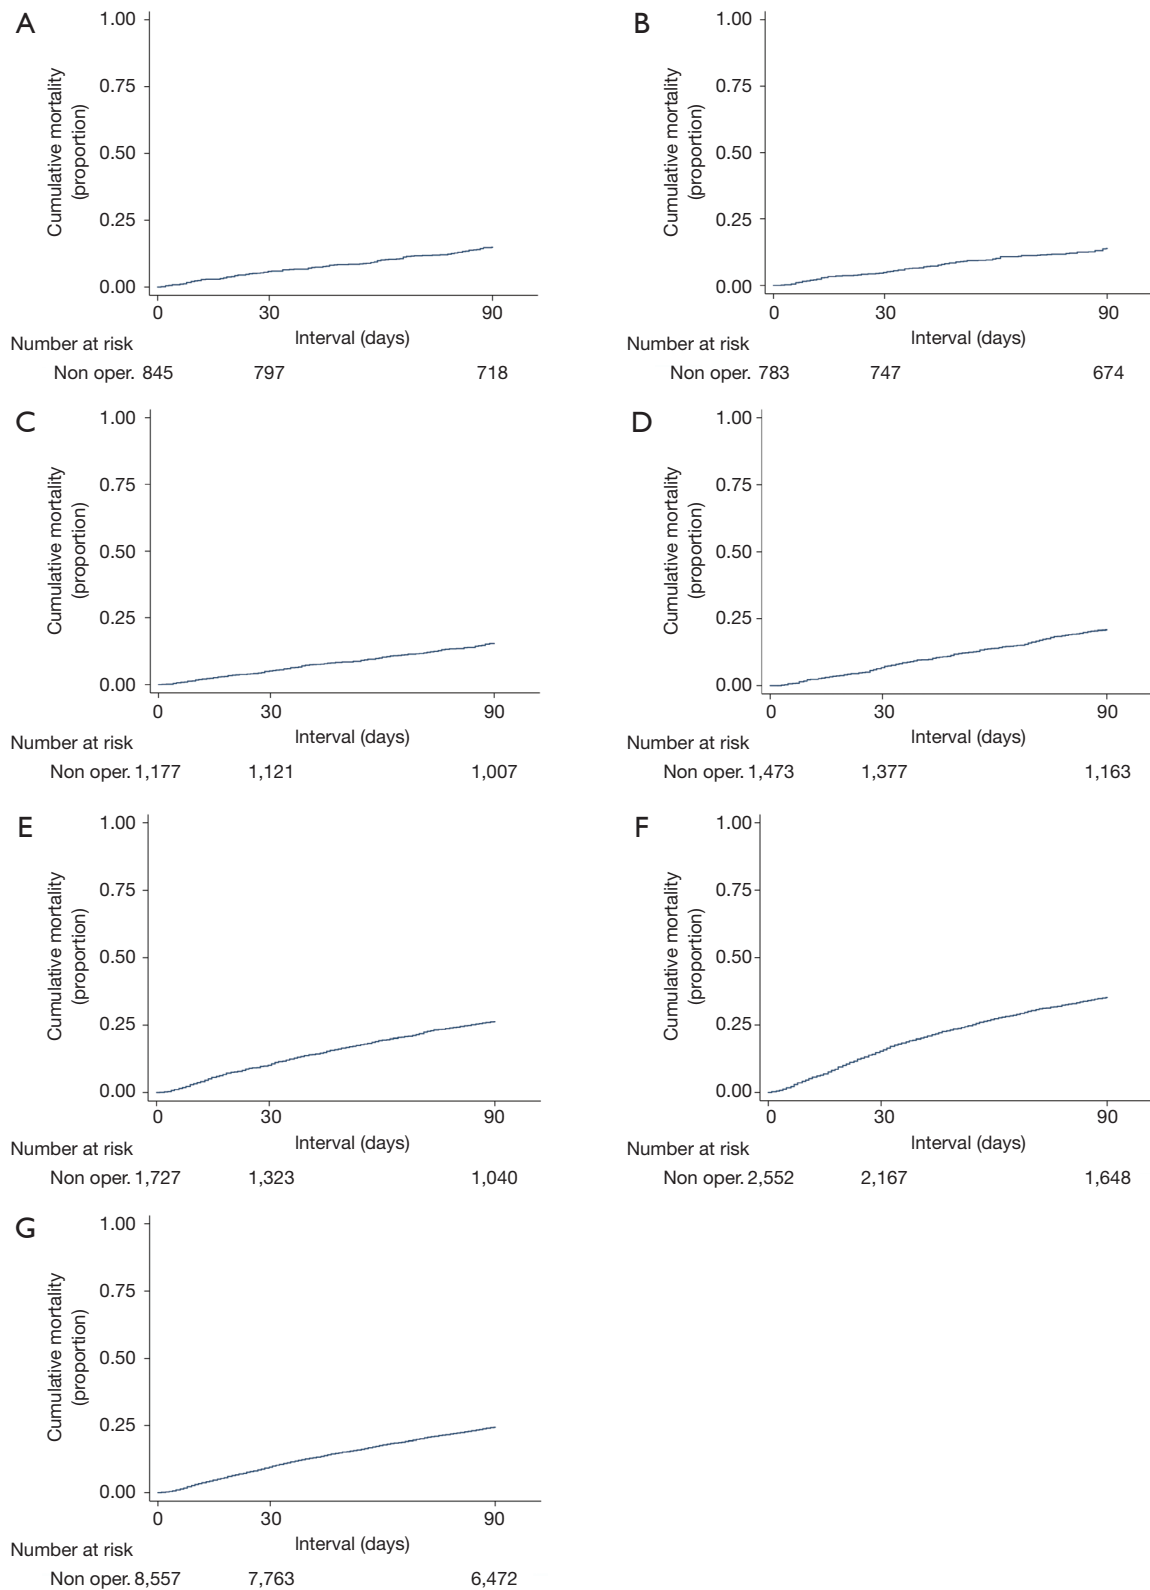 A
Cumulative mortality
(proportion)
1.00
0.75
0.50
0.25
0.00
0 30 90
Interval (days)
Number at risk
Non oper. 845 797 718
B
Cumulative mortality
(proportion)
1.00
0.75
0.50
0.25
0.00
0 30 90
Interval (days)
Number at risk
Non oper. 783 747 674
C
Cumulative mortality
(proportion)
1.00
0.75
0.50
0.25
0.00
0 30 90
Interval (days)
Number at risk
Non oper. 1,177 1,121 1,007
D
Cumulative mortality
(proportion)
1.00
0.75
0.50
0.25
0.00
0 30 90
Interval (days)
Number at risk
Non oper. 1,473 1,377 1,163
E
Cumulative mortality
(proportion)
1.00
0.75
0.50
0.25
0.00
0 30 90
Interval (days)
Number at risk
Non oper. 1,727 1,323 1,040
F
Cumulative mortality
(proportion)
1.00
0.75
0.50
0.25
0.00
0 30 90
Interval (days)
Number at risk
Non oper. 2,552 2,167 1,648
G
Cumulative mortality
(proportion)
1.00
0.75
0.50
0.25
0.00
0 30 90
Interval (days)
Number at risk
Non oper. 8,557 7,763 6,472